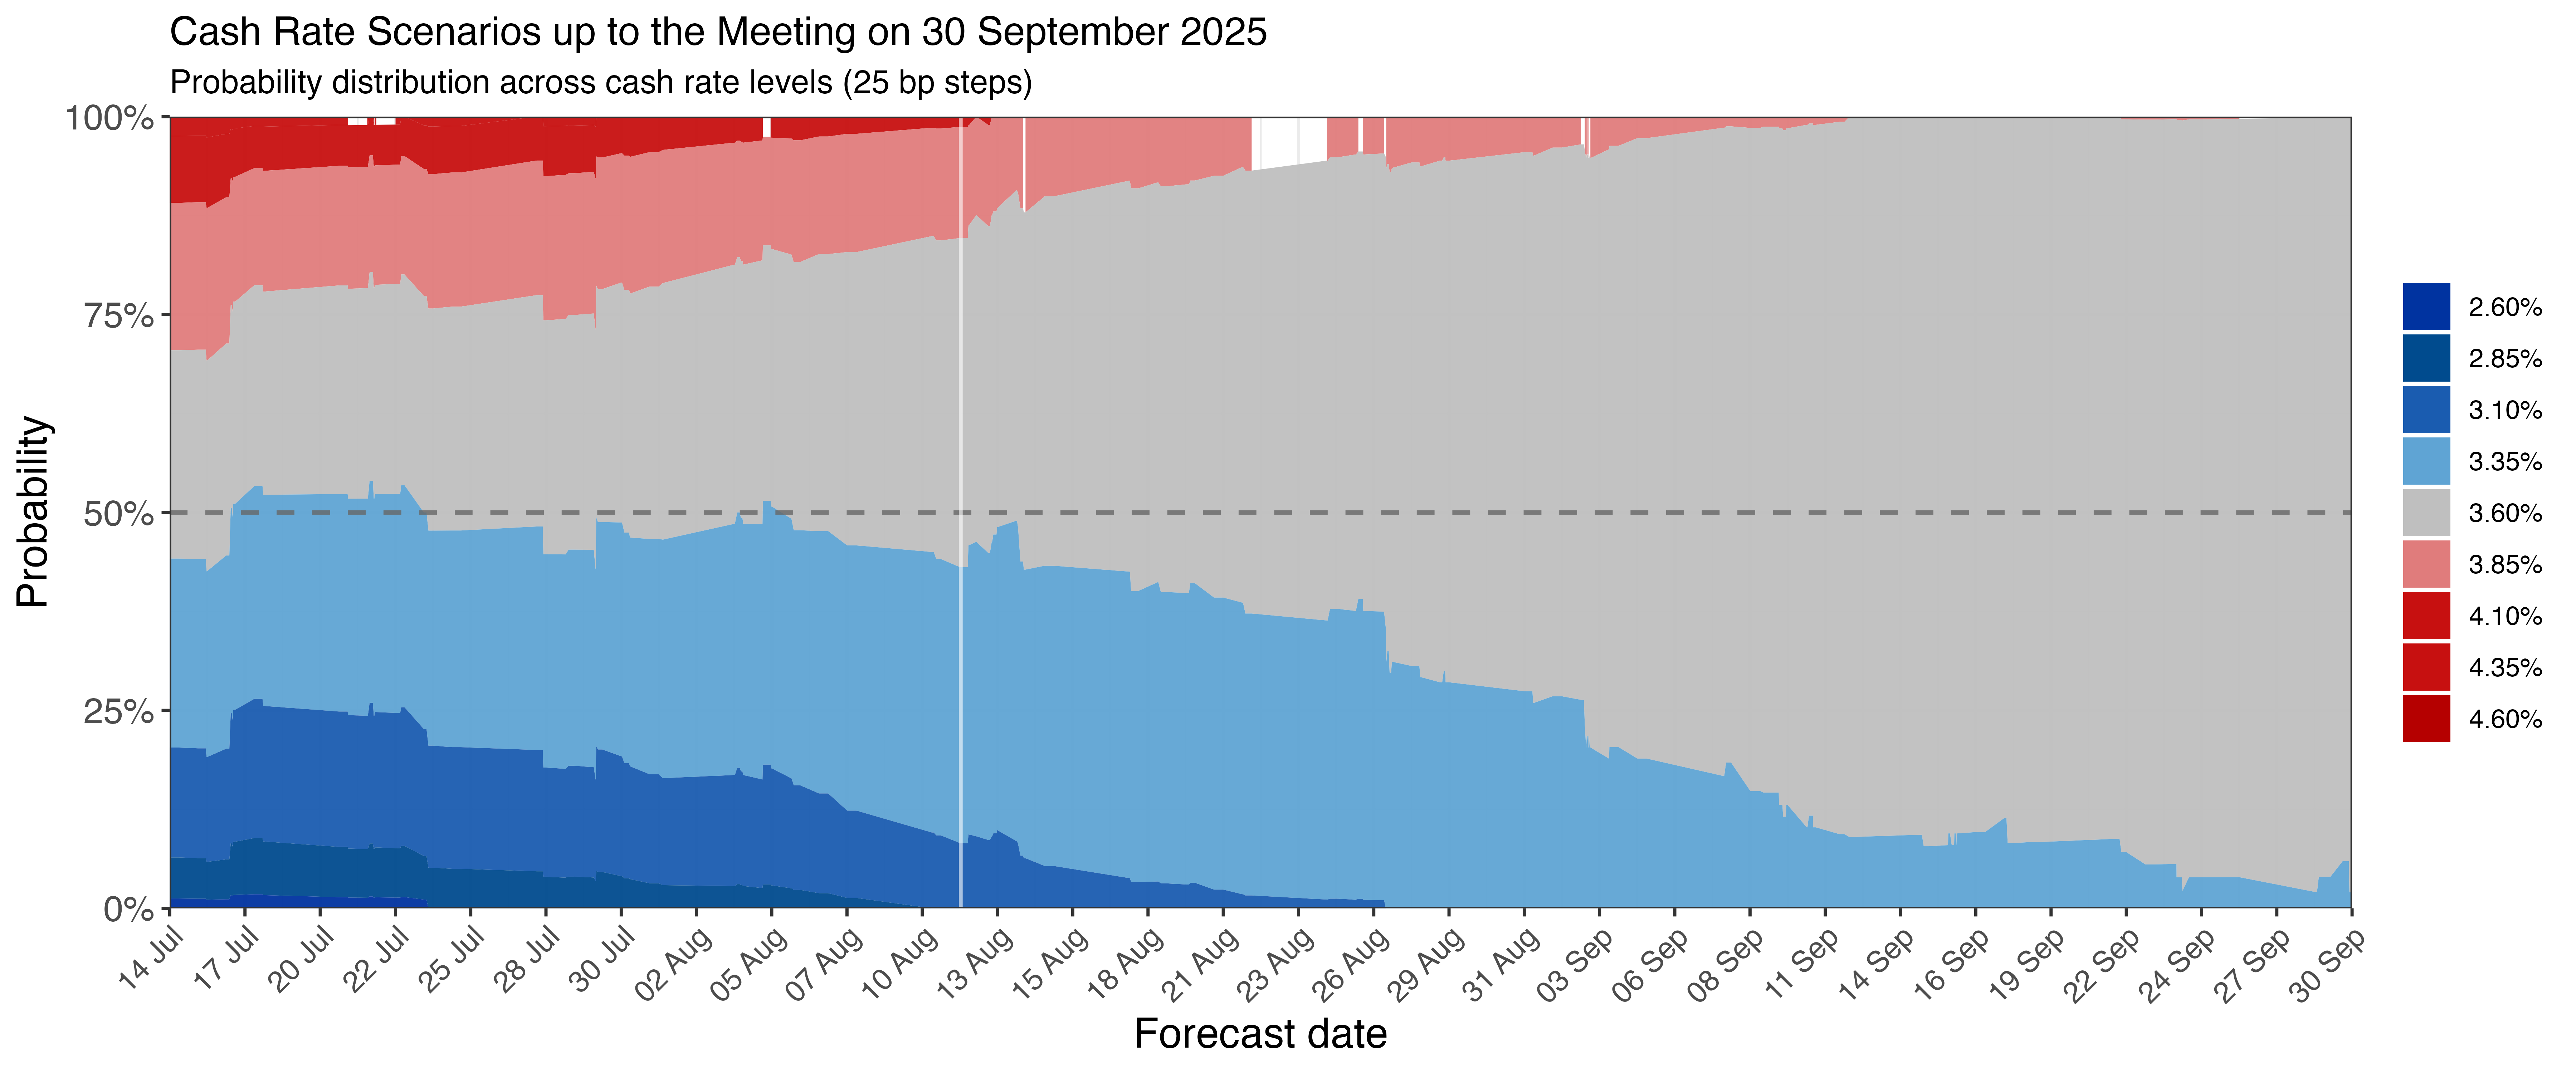 Cash Rate Scenarios up to the Meeting on 30 September 2025
Probability distribution across cash rate levels (25 bp steps)
Probability
100%
75%
50%
25%
0%
14 Jul
17 Jul
20 Jul
22 Jul
25 Jul
28 Jul
30 Jul
02 Aug
05 Aug
07 Aug
10 Aug
13 Aug
15 Aug
18 Aug
21 Aug
23 Aug
26 Aug
29 Aug
31 Aug
03 Sep
06 Sep
08 Sep
11 Sep
14 Sep
16 Sep
19 Sep
22 Sep
24 Sep
27 Sep
30 Sep
Forecast date
2.60%
2.85%
3.10%
3.35%
3.60%
3.85%
4.10%
4.35%
4.60%